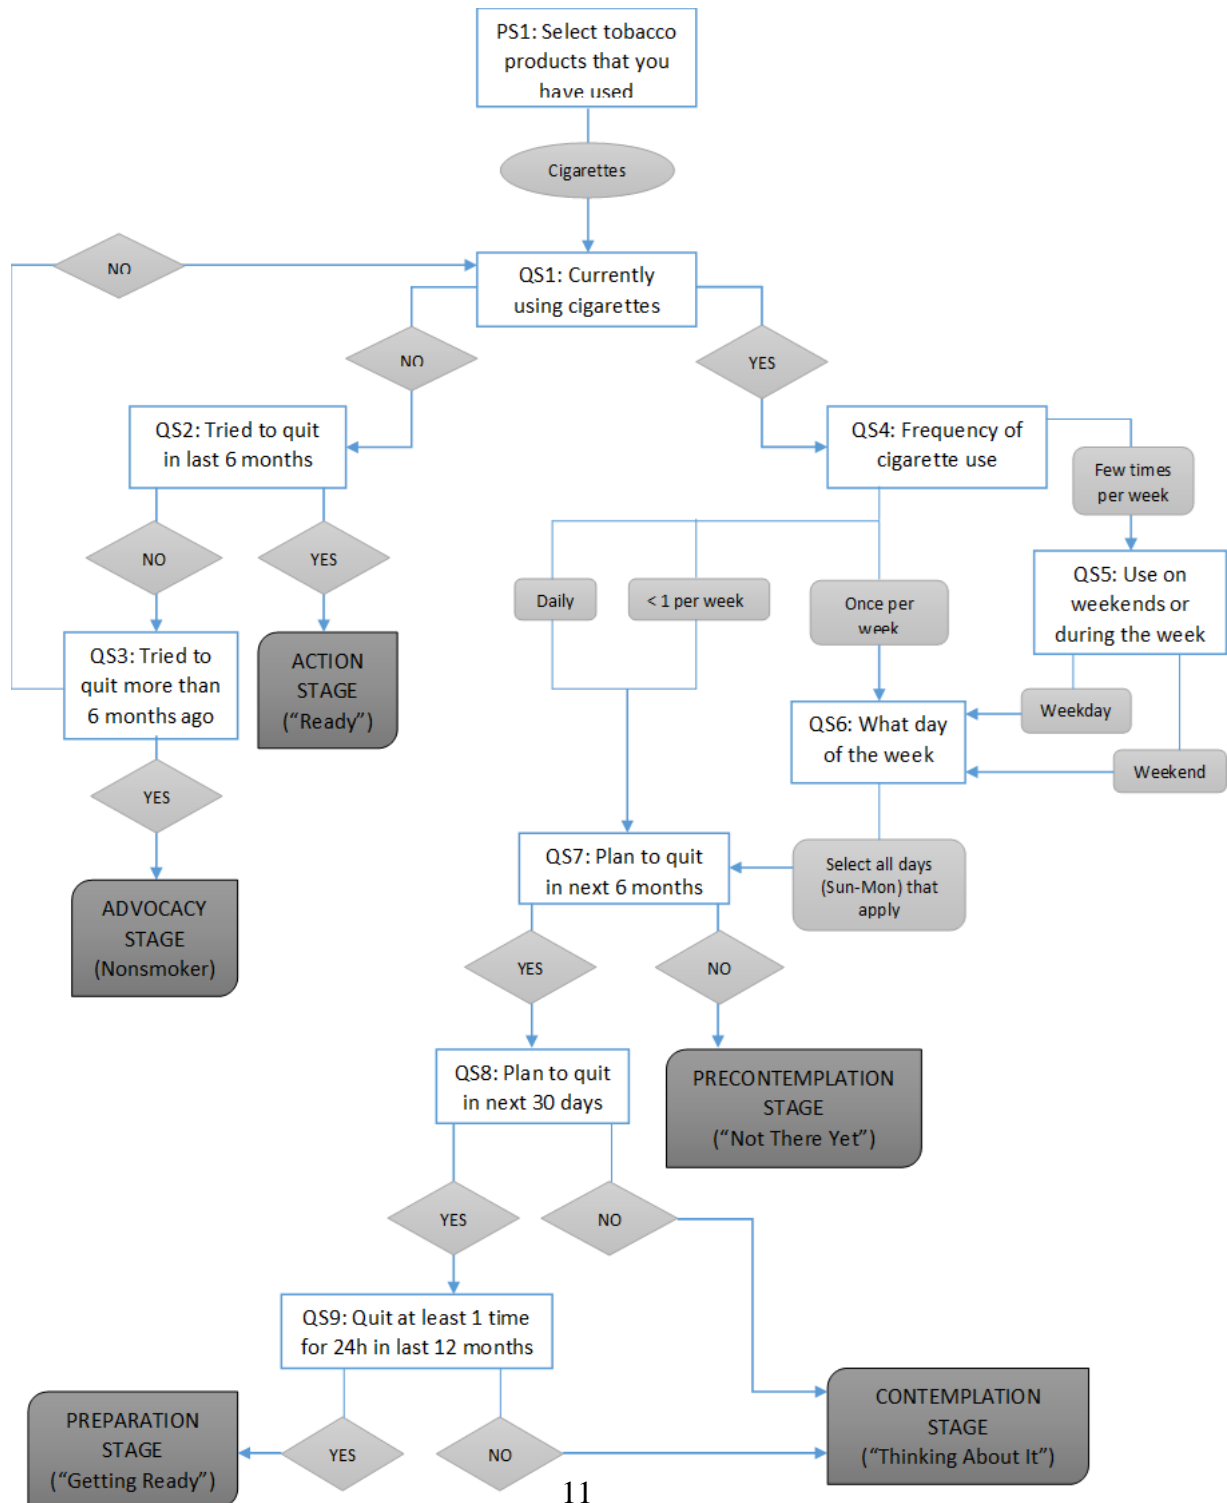 PS1: Select tobacco
products that you
have used
Cigarettes
NO
QS1: Currently
using cigarettes
NO
YES
QS2: Tried to quit
in last 6 months
QS4: Frequency of
cigarette use
Few times
per week
NO
YES
Daily
< 1 per week
Once per
week
QS5: Use on
weekends or
during the week
QS3: Tried to
quit more than
6 months ago
ACTION
STAGE
(“Ready”)
Weekday
QS6: What day
of the week
Weekend
YES
QS7: Plan to quit
in next 6 months
Select all days
(Sun-Mon) that
apply
ADVOCACY
STAGE
(Nonsmoker)
YES
NO
QS8: Plan to quit
in next 30 days
PRECONTEMPLATION
STAGE
(“Not There Yet”)
YES
NO
QS9: Quit at least 1 time
for 24h in last 12 months
PREPARATION
STAGE
(“Getting Ready”)
YES
NO
CONTEMPLATION
STAGE
(“Thinking About It”)
11